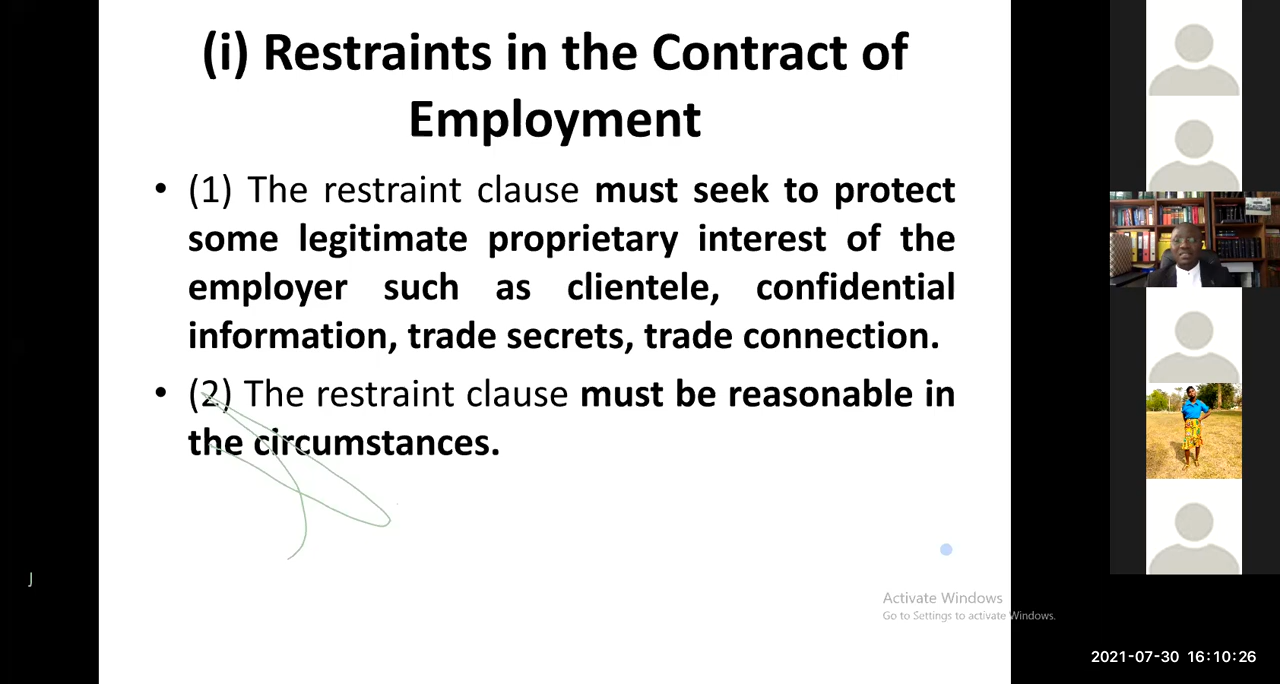 (i) Restraints in the Contract of
Employment
• (1) The restraint clause must seek to protect
some legitimate proprietary interest of the
employer such as clientele, confidential
information, trade secrets, trade connection.
• (2) The restraint clause must be reasonable in
the circumstances.
J
Activate Windows
Go to Settings to activate Windows.
2021-07-30 16:10:26